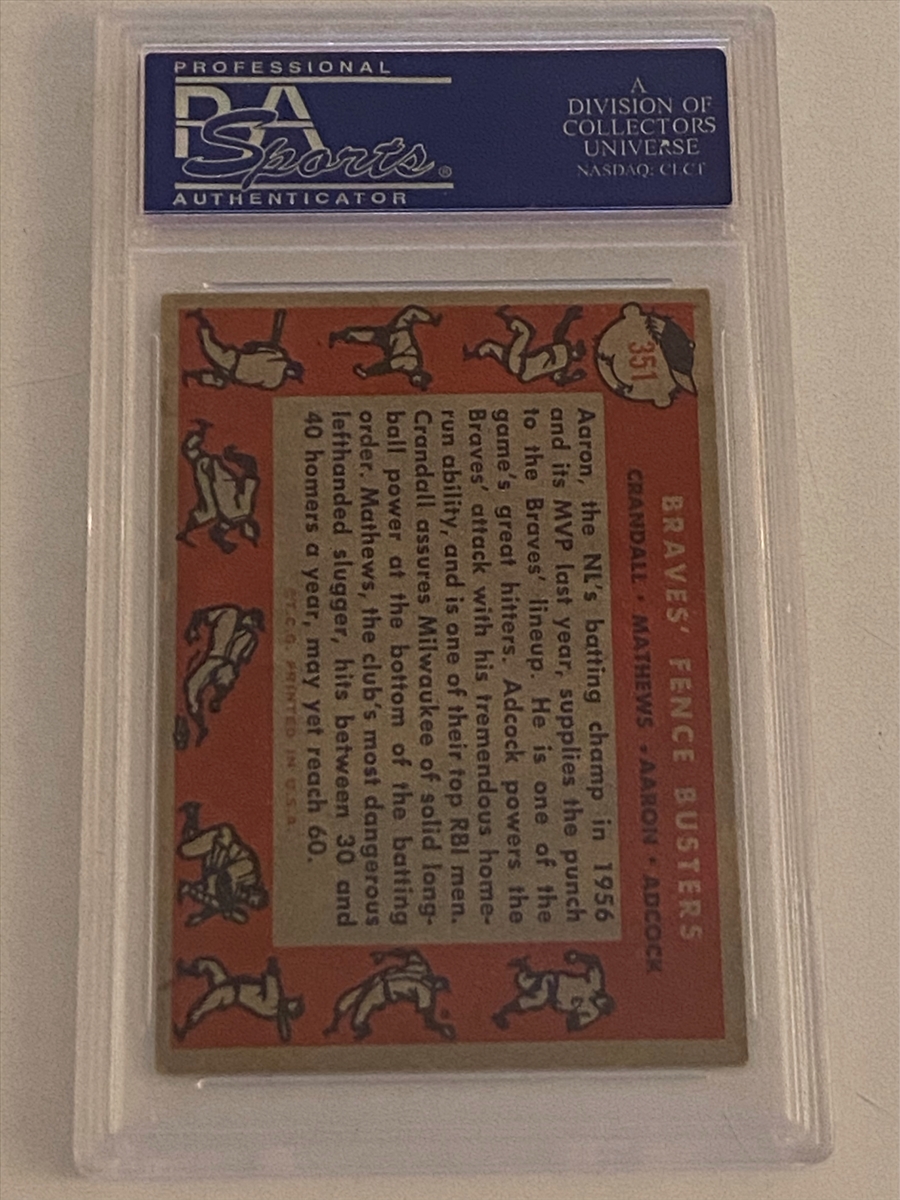 PROFESSIONAL
PSA
Sports®
AUTHENTICATOR
A
DIVISION OF
COLLECTORS
UNIVERSE
NASDAQ: CLCT
351
BRAVES' FENCE BUSTERS
CRANDALL • MATHEWS • AARON • ADCOCK
Aaron, the NL's batting champ in 1956
and its MVP last year, supplies the punch
to the Braves' lineup. He is one of the
game's great hitters. Adcock powers the
Braves' attack with his tremendous home-
run ability, and is one of their top RBI men.
Crandall assures Milwaukee of solid long-
ball power at the bottom of the batting
order. Mathews, the club's most dangerous
lefthanded slugger, hits between 30 and
40 homers a year, may yet reach 60.
©T.C.G. PRINTED IN U.S.A.